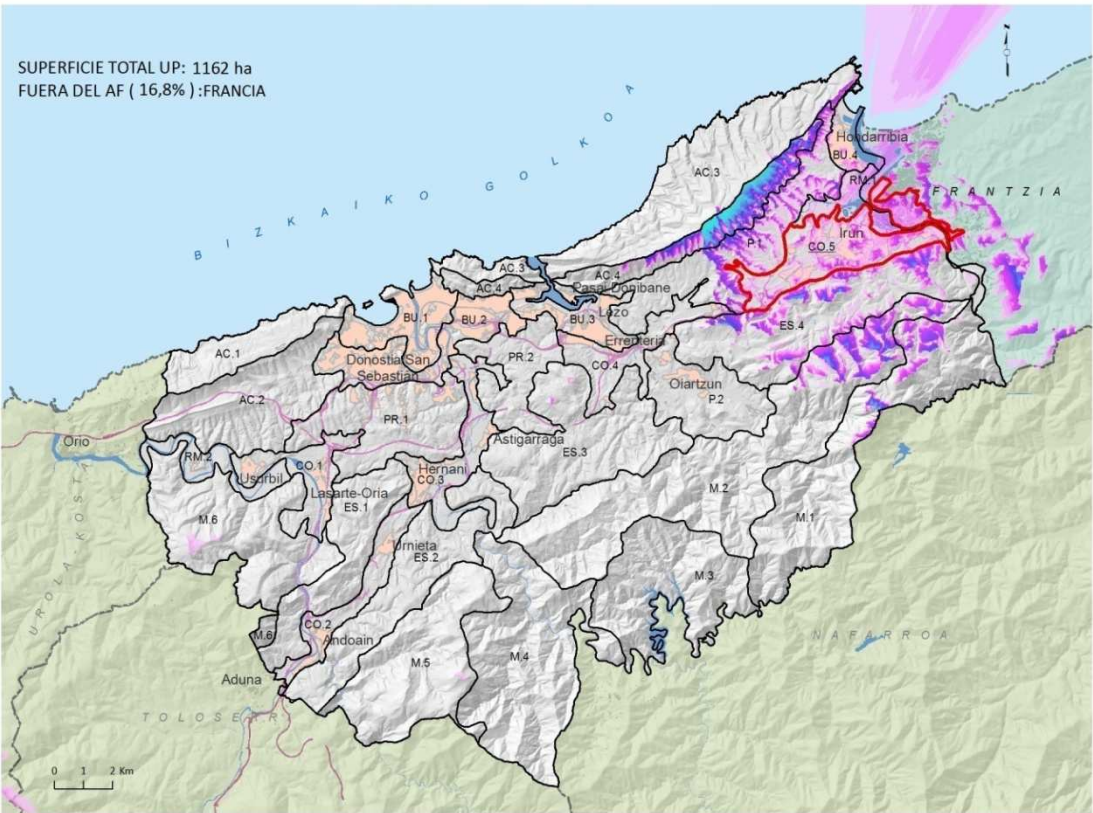 SUPERFICIE TOTAL UP: 1162 ha
FUERA DEL AF ( 16,8% ) :FRANCIA
N
BIZKAIKO GOLKOA
Hondarribia
BU.4
AC.3
RM.1
FRANTZIA
P.1
Irun
CO.5
AC.3
AC.4
AC.4
Pasai Donibane
BU.1
BU.2
BU.3
Lezo
ES.4
Errenteria
AC.1
Donostia/San
Sebastián
PR.2
CO.4
Oiartzun
P.2
AC.2
PR.1
Orio
Astigarraga
RM.2
Usurbil
CO.1
Hernani
CO.3
ES.3
Lasarte-Oria
ES.1
M.2
M.6
M.1
Urnieta
ES.2
UROLA-KOSTA
M.3
CO.2
M.6
Andoain
NAFARROA
M.5
M.4
Aduna
TOLOSERR
0 1 2 Km